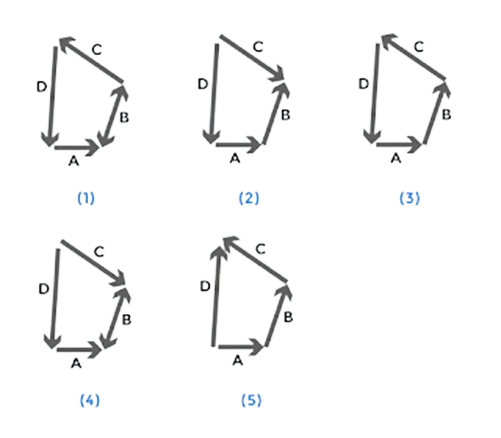 C C C
D D D
B B B
A A A
(1) (2) (3)
C C
D D
B B
A A
(4) (5)